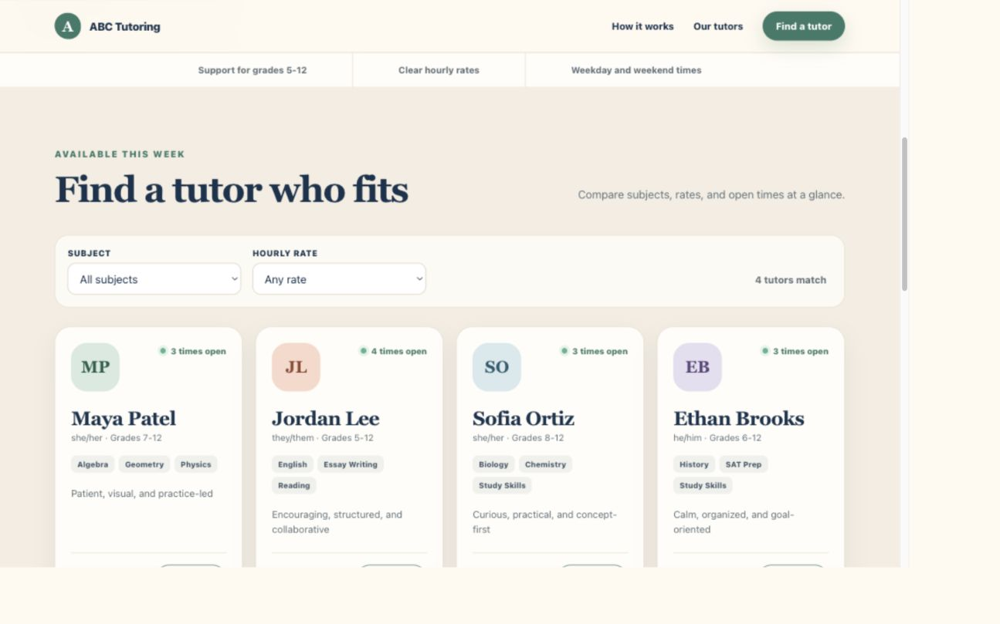 A ABC Tutoring
How it works Our tutors Find a tutor
Support for grades 5-12 Clear hourly rates Weekday and weekend times
AVAILABLE THIS WEEK
Find a tutor who fits
Compare subjects, rates, and open times at a glance.
SUBJECT
All subjects
HOURLY RATE
Any rate
4 tutors match
MP
3 times open
Maya Patel
she/her · Grades 7-12
Algebra Geometry Physics
Patient, visual, and practice-led
JL
4 times open
Jordan Lee
they/them · Grades 5-12
English Essay Writing
Reading
Encouraging, structured, and
collaborative
SO
3 times open
Sofia Ortiz
she/her · Grades 8-12
Biology Chemistry
Study Skills
Curious, practical, and concept-
first
EB
3 times open
Ethan Brooks
he/him · Grades 6-12
History SAT Prep
Study Skills
Calm, organized, and goal-
oriented